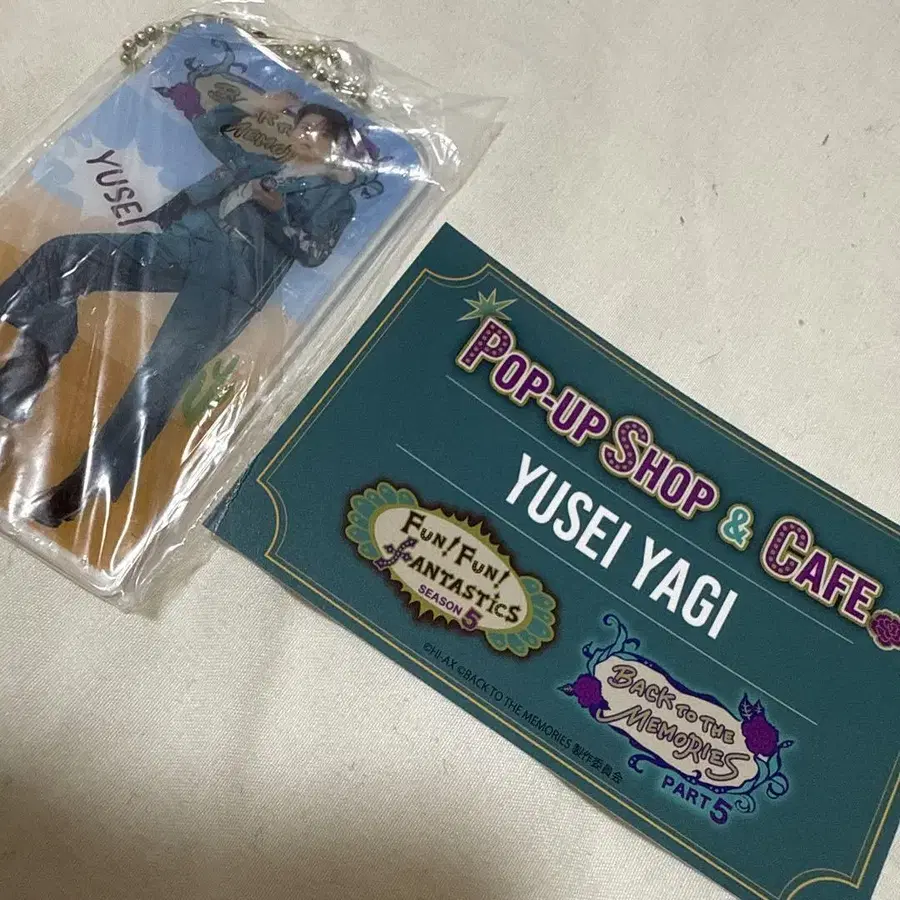 YUSEI
MEMORIES
POP-UP SHOP & CAFE
YUSEI YAGI
FUN! FUN!
FANTASTICS
SEASON 5
BACK TO THE
MEMORIES
PART 5
©HI-AX ©BACK TO THE MEMORIES 製作委員会